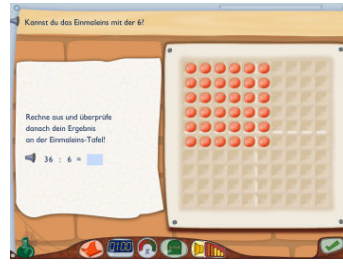 Kannst du das Einmaleins mit der 6?
Rechne aus und überprüfe
danach dein Ergebnis
an der Einmaleins-Tafel!
36 : 6 =
0100